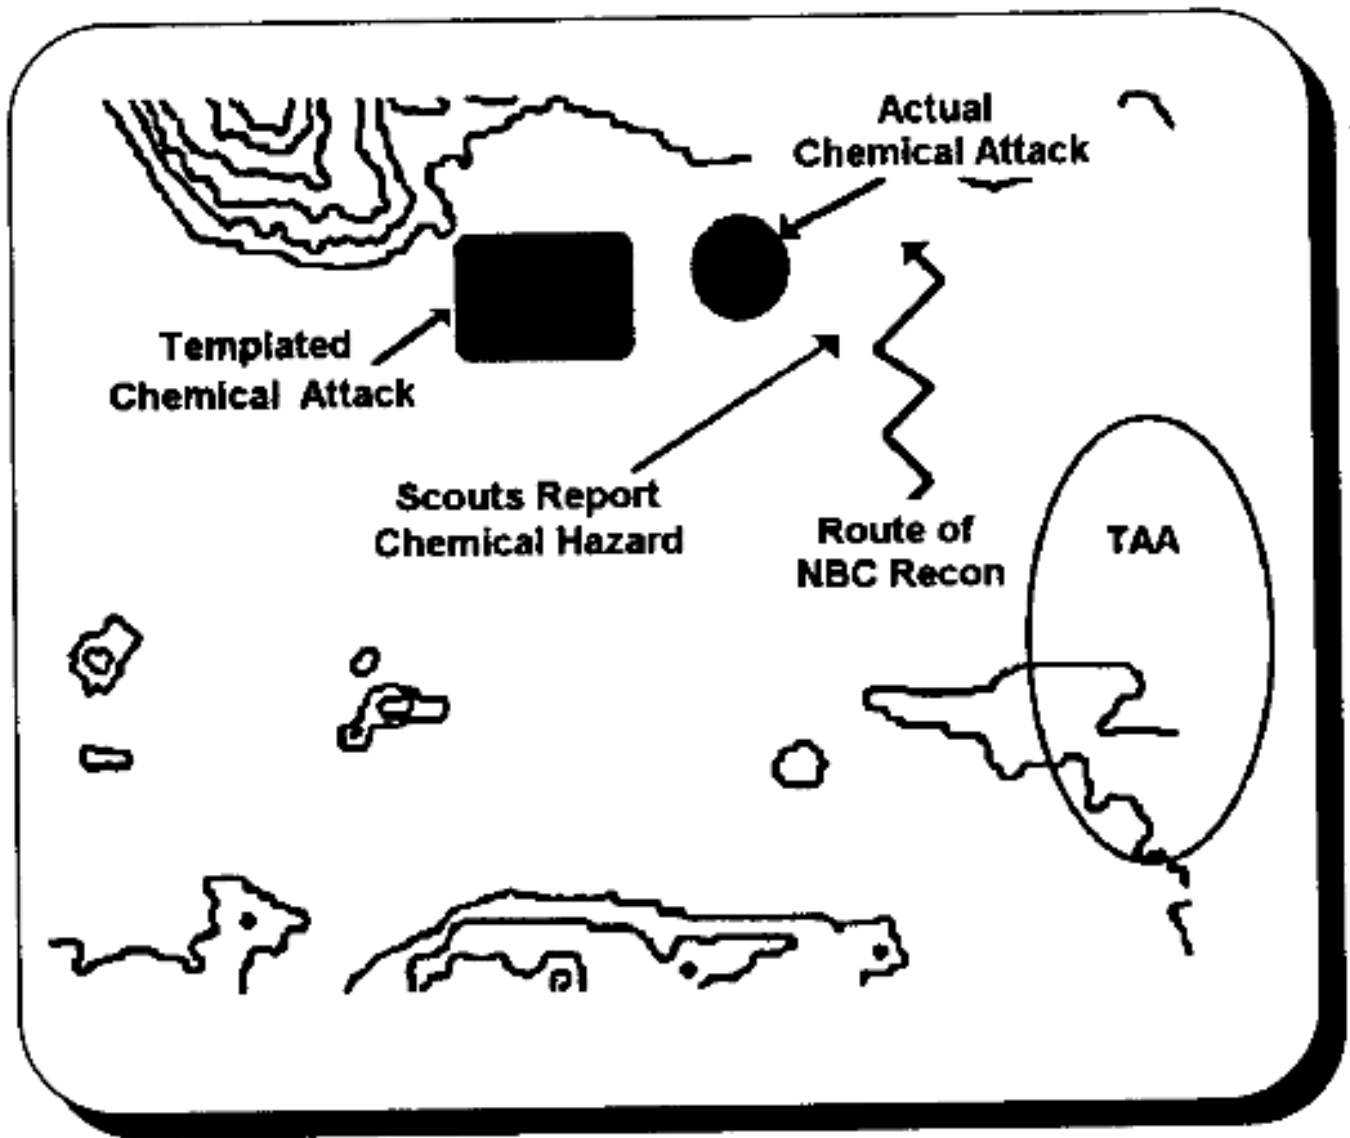 Actual
Chemical Attack
Templated
Chemical Attack
Scouts Report
Chemical Hazard
Route of
NBC Recon
TAA